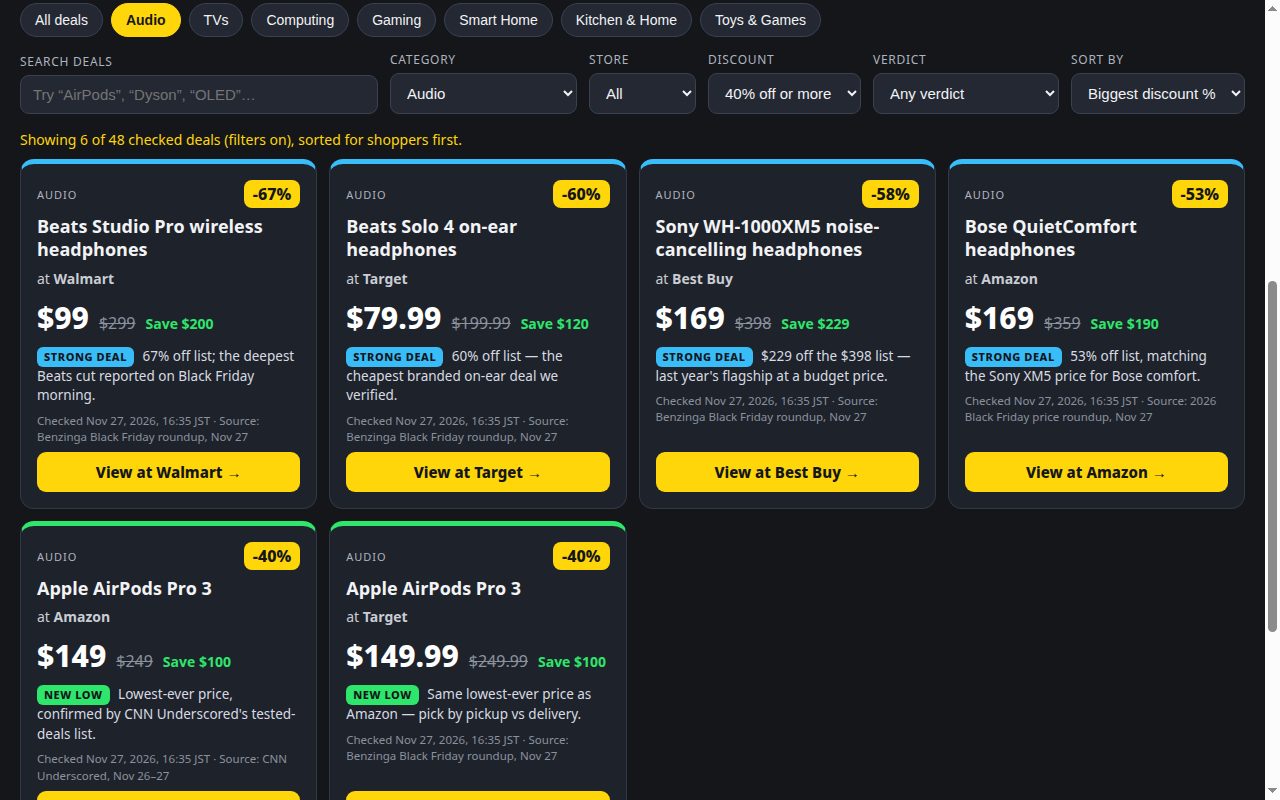 All deals Audio TVs Computing Gaming Smart Home Kitchen & Home Toys & Games
SEARCH DEALS CATEGORY STORE DISCOUNT VERDICT SORT BY
Try “AirPods”, “Dyson”, “OLED”… Audio All 40% off or more Any verdict Biggest discount %
Showing 6 of 48 checked deals (filters on), sorted for shoppers first.
AUDIO -67%
Beats Studio Pro wireless
headphones
at Walmart
$99 $299 Save $200
STRONG DEAL 67% off list; the deepest
Beats cut reported on Black Friday
morning.
Checked Nov 27, 2026, 16:35 JST · Source:
Benzinga Black Friday roundup, Nov 27
View at Walmart →
AUDIO -60%
Beats Solo 4 on-ear
headphones
at Target
$79.99 $199.99 Save $120
STRONG DEAL 60% off list — the
cheapest branded on-ear deal we
verified.
Checked Nov 27, 2026, 16:35 JST · Source:
Benzinga Black Friday roundup, Nov 27
View at Target →
AUDIO -58%
Sony WH-1000XM5 noise-
cancelling headphones
at Best Buy
$169 $398 Save $229
STRONG DEAL $229 off the $398 list —
last year's flagship at a budget price.
Checked Nov 27, 2026, 16:35 JST · Source:
Benzinga Black Friday roundup, Nov 27
View at Best Buy →
AUDIO -53%
Bose QuietComfort
headphones
at Amazon
$169 $359 Save $190
STRONG DEAL 53% off list, matching
the Sony XM5 price for Bose comfort.
Checked Nov 27, 2026, 16:35 JST · Source: 2026
Black Friday price roundup, Nov 27
View at Amazon →
AUDIO -40%
Apple AirPods Pro 3
at Amazon
$149 $249 Save $100
NEW LOW Lowest-ever price,
confirmed by CNN Underscored's tested-
deals list.
Checked Nov 27, 2026, 16:35 JST · Source: CNN
Underscored, Nov 26–27
AUDIO -40%
Apple AirPods Pro 3
at Target
$149.99 $249.99 Save $100
NEW LOW Same lowest-ever price as
Amazon — pick by pickup vs delivery.
Checked Nov 27, 2026, 16:35 JST · Source:
Benzinga Black Friday roundup, Nov 27